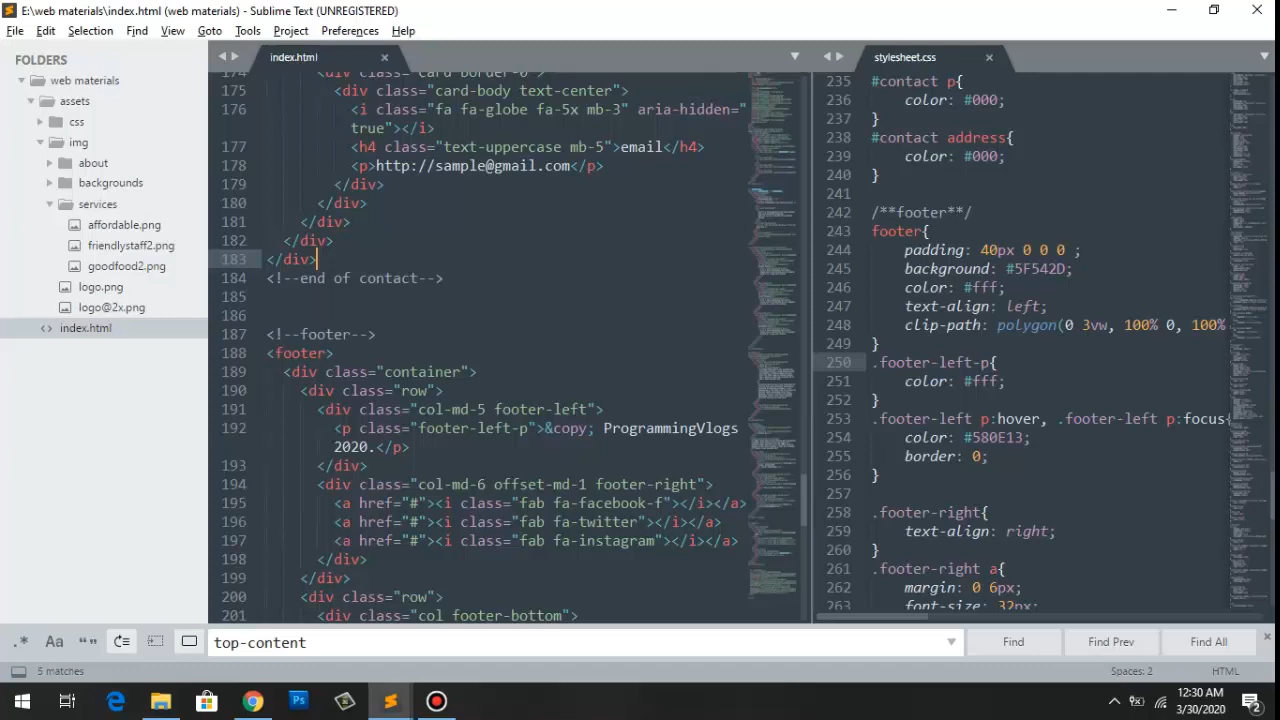 E:\web materials\index.html (web materials) - Sublime Text (UNREGISTERED)
File Edit Selection Find View Goto Tools Project Preferences Help
FOLDERS
web materials
assets
css
img
about
backgrounds
services
affordable.png
friendlystaff2.png
goodfood2.png
logo.png
logo@2x.png
index.html
index.html
174 <div class="card border-0">
175 <div class="card-body text-center">
176 <i class="fa fa-globe fa-5x mb-3" aria-hidden="
true"></i>
177 <h4 class="text-uppercase mb-5">email</h4>
178 <p>http://sample@gmail.com</p>
179 </div>
180 </div>
181 </div>
182 </div>
183 </div>
184 <!--end of contact-->
185
186
187 <!--footer-->
188 <footer>
189 <div class="container">
190 <div class="row">
191 <div class="col-md-5 footer-left">
192 <p class="footer-left-p">&copy; ProgrammingVlogs
2020.</p>
193 </div>
194 <div class="col-md-6 offset-md-1 footer-right">
195 <a href="#"><i class="fab fa-facebook-f"></i></a>
196 <a href="#"><i class="fab fa-twitter"></i></a>
197 <a href="#"><i class="fab fa-instagram"></i></a>
198 </div>
199 </div>
200 <div class="row">
201 <div class="col footer-bottom">
stylesheet.css
235 #contact p{
236 color: #000;
237 }
238 #contact address{
239 color: #000;
240 }
241
242 /**footer**/
243 footer{
244 padding: 40px 0 0 0 ;
245 background: #5F542D;
246 color: #fff;
247 text-align: left;
248 clip-path: polygon(0 3vw, 100% 0, 100%
249 }
250 .footer-left-p{
251 color: #fff;
252 }
253 .footer-left p:hover, .footer-left p:focus{
254 color: #580E13;
255 border: 0;
256 }
257
258 .footer-right{
259 text-align: right;
260 }
261 .footer-right a{
262 margin: 0 6px;
263 font-size: 32px;
.* Aa “” top-content Find Find Prev Find All
5 matches Spaces: 2 HTML
12:30 AM
3/30/2020
2